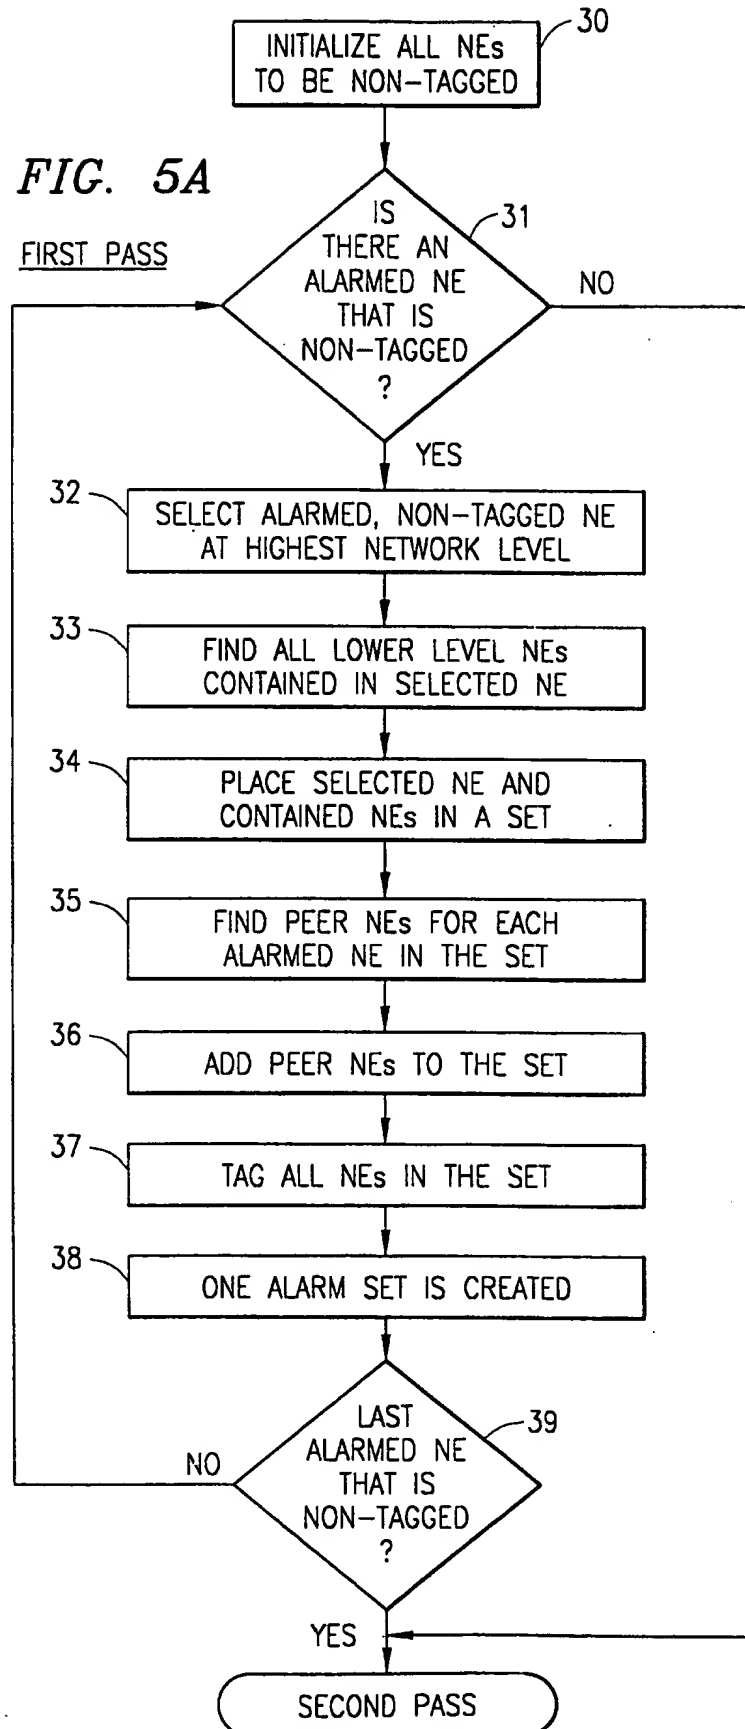 30
INITIALIZE ALL NEs
TO BE NON-TAGGED
FIG. 5A
FIRST PASS
31
IS
THERE AN
ALARMED NE
THAT IS
NON-TAGGED
?
NO
YES
32
SELECT ALARMED, NON-TAGGED NE
AT HIGHEST NETWORK LEVEL
33
FIND ALL LOWER LEVEL NEs
CONTAINED IN SELECTED NE
34
PLACE SELECTED NE AND
CONTAINED NEs IN A SET
35
FIND PEER NEs FOR EACH
ALARMED NE IN THE SET
36
ADD PEER NEs TO THE SET
37
TAG ALL NEs IN THE SET
38
ONE ALARM SET IS CREATED
39
LAST
ALARMED NE
THAT IS
NON-TAGGED
?
NO
YES
SECOND PASS